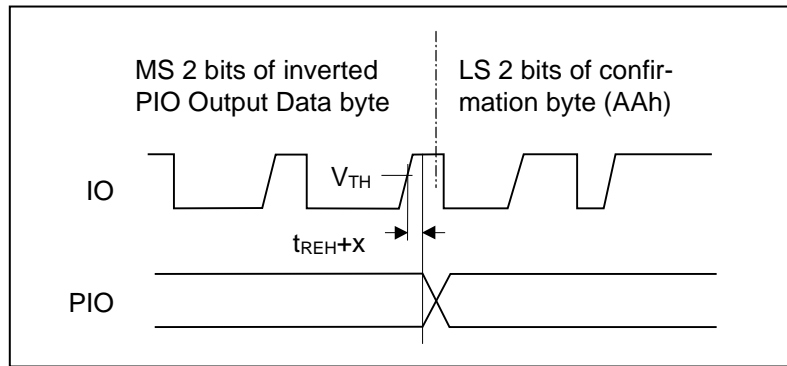 MS 2 bits of inverted
PIO Output Data byte
LS 2 bits of confir-
mation byte (AAh)
IO
VTH
tREH+x
PIO